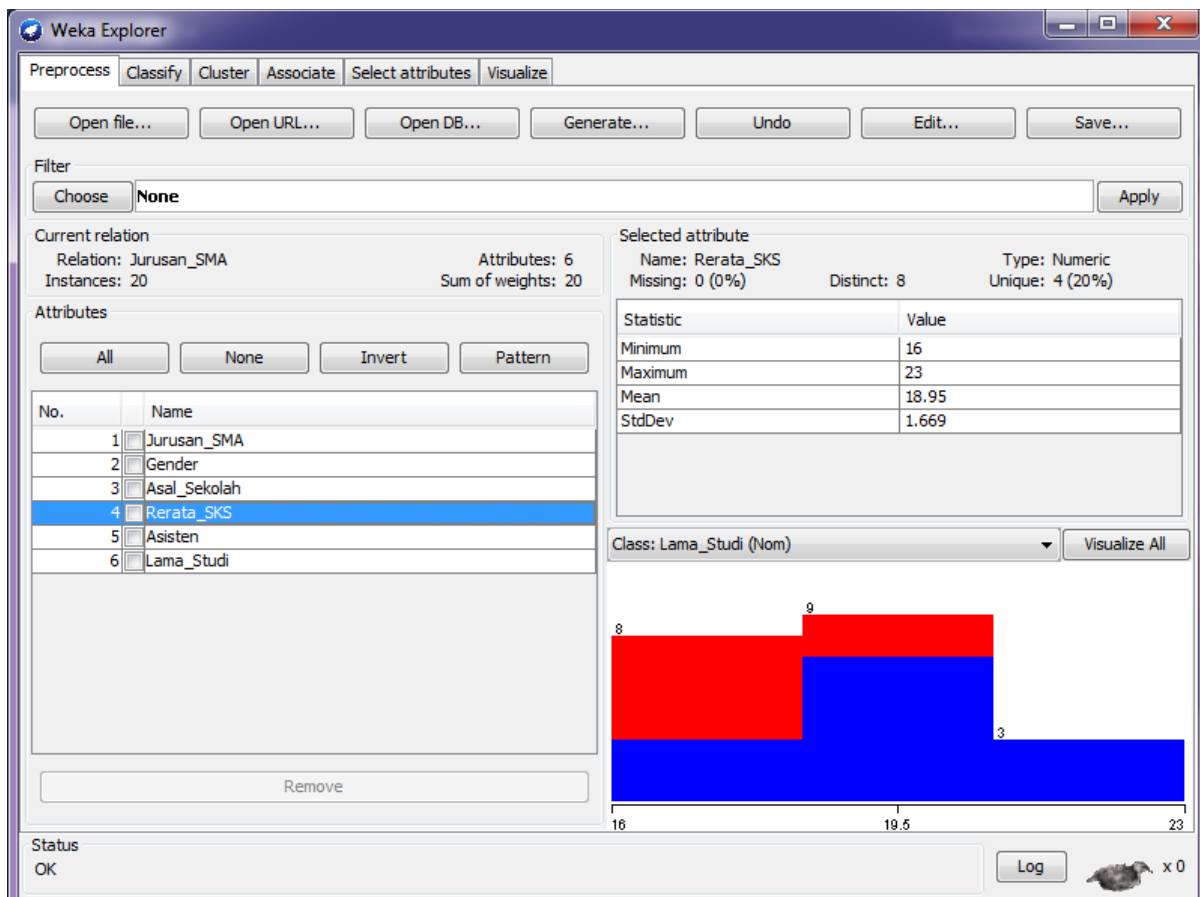 Weka Explorer
Preprocess Classify Cluster Associate Select attributes Visualize
Open file... Open URL... Open DB... Generate... Undo Edit... Save...
Filter
Choose None Apply
Current relation
Relation: Jurusan_SMA Attributes: 6
Instances: 20 Sum of weights: 20
Selected attribute
Name: Rerata_SKS Type: Numeric
Missing: 0 (0%) Distinct: 8 Unique: 4 (20%)
Attributes
All None Invert Pattern
No. Name
1 Jurusan_SMA
2 Gender
3 Asal_Sekolah
4 Rerata_SKS
5 Asisten
6 Lama_Studi
Remove
Statistic Value
Minimum 16
Maximum 23
Mean 18.95
StdDev 1.669
Class: Lama_Studi (Nom) Visualize All
8
9
3
16 19.5 23
Status
OK
Log x 0